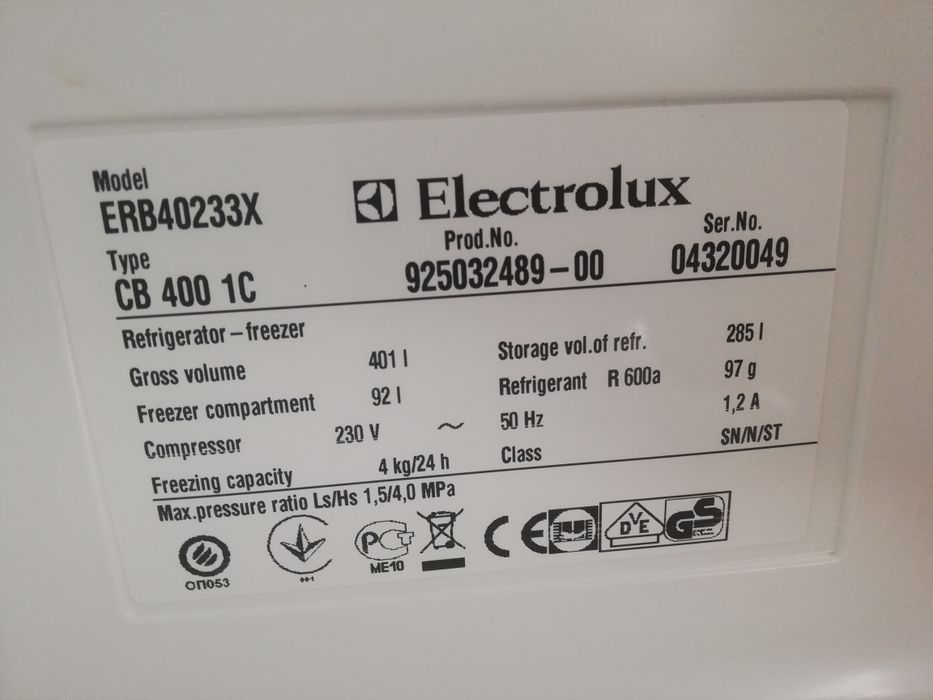 Model
ERB40233X
Electrolux
Type
Prod.No.
Ser.No.
CB 400 1C
925032489-00
04320049
Refrigerator-freezer
Gross volume 401 l
Storage vol.of refr. 285 l
Freezer compartment 92 l
Refrigerant R 600a 97 g
Compressor 230 V ~
50 Hz 1,2 A
Freezing capacity 4 kg/24 h
Class SN/N/ST
Max.pressure ratio Ls/Hs 1,5/4,0 MPa
ОП053
001
РСТ
ME10
CE
DVE
GS